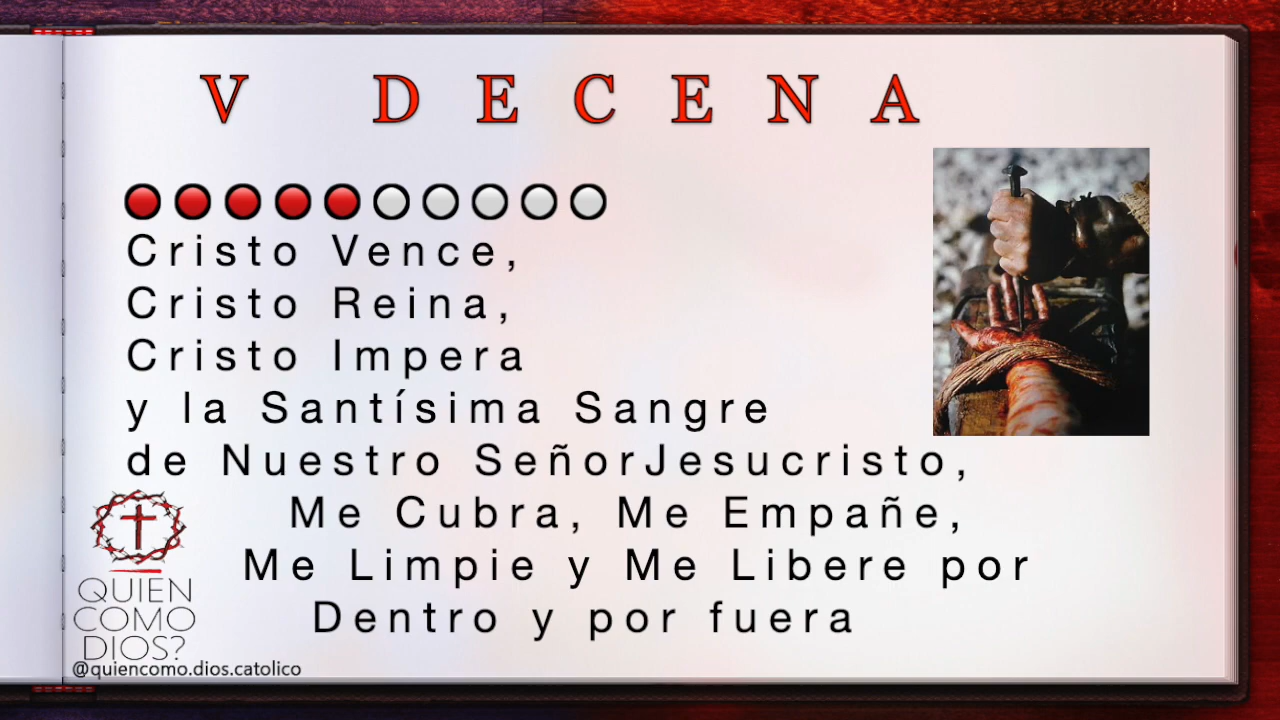 V DECENA
Cristo Vence,
Cristo Reina,
Cristo Impera
y la Santísima Sangre
de Nuestro SeñorJesucristo,
Me Cubra, Me Empañe,
Me Limpie y Me Libere por
Dentro y por fuera
QUIEN
COMO
DIOS?
@quiencomo.dios.catolico